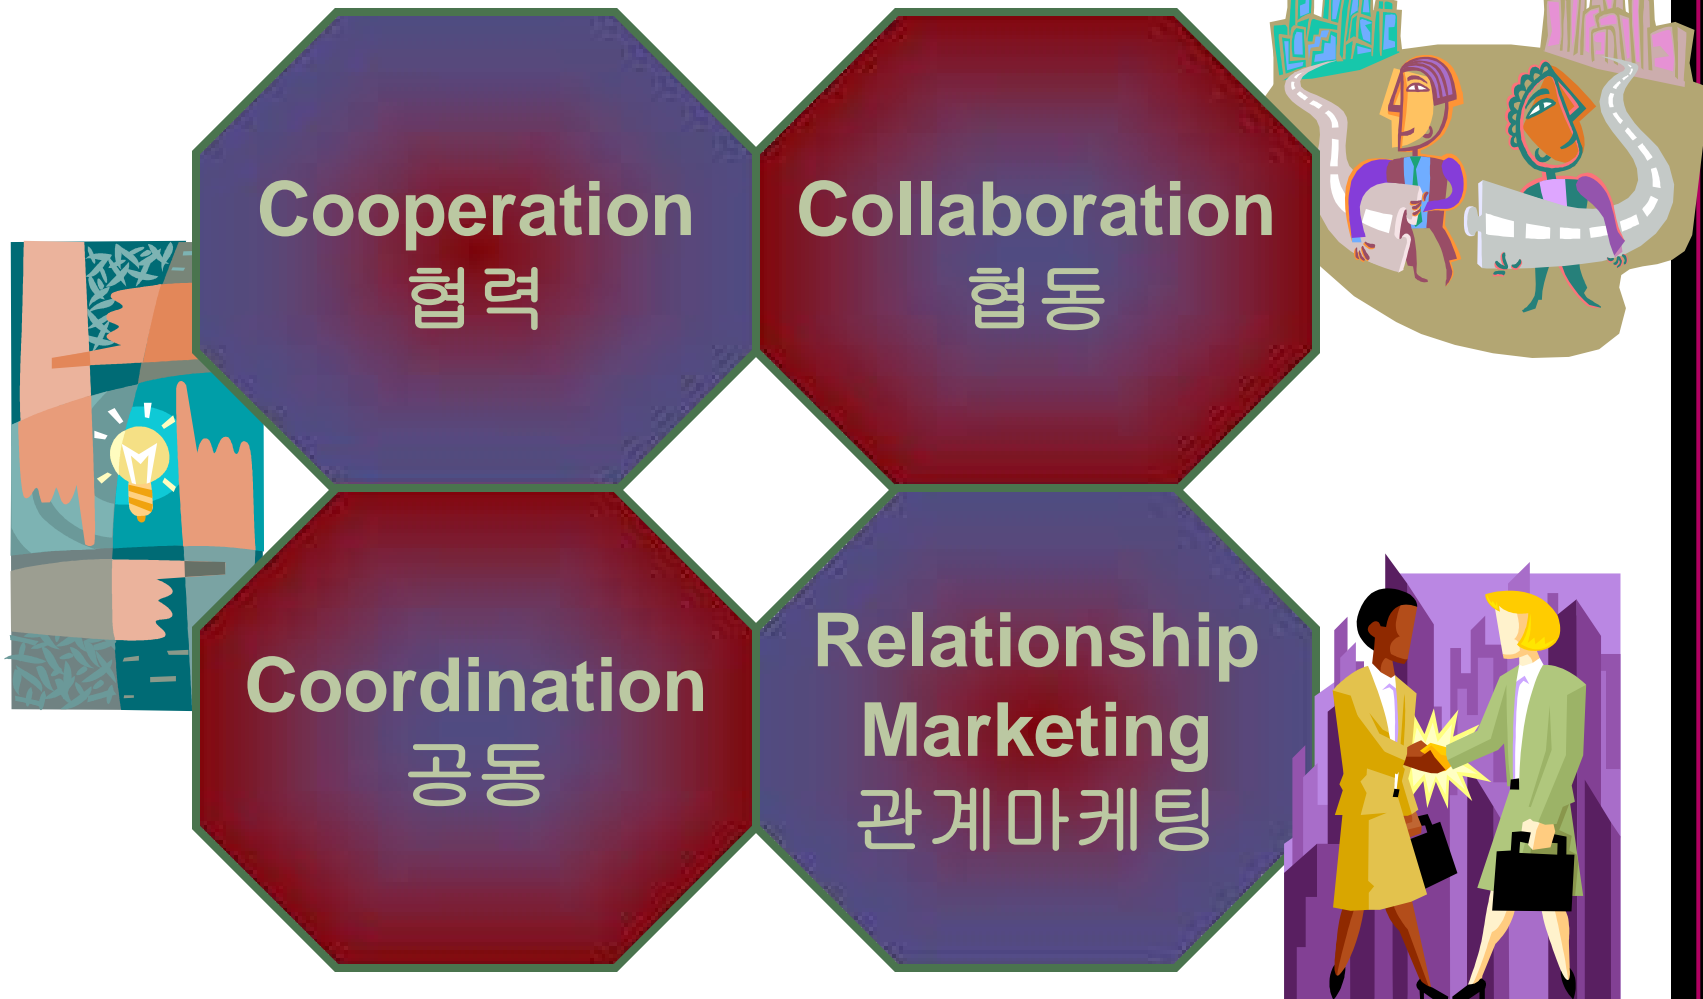 Cooperation
협력
Collaboration
협동
Coordination
공동
Relationship
Marketing
관계마케팅